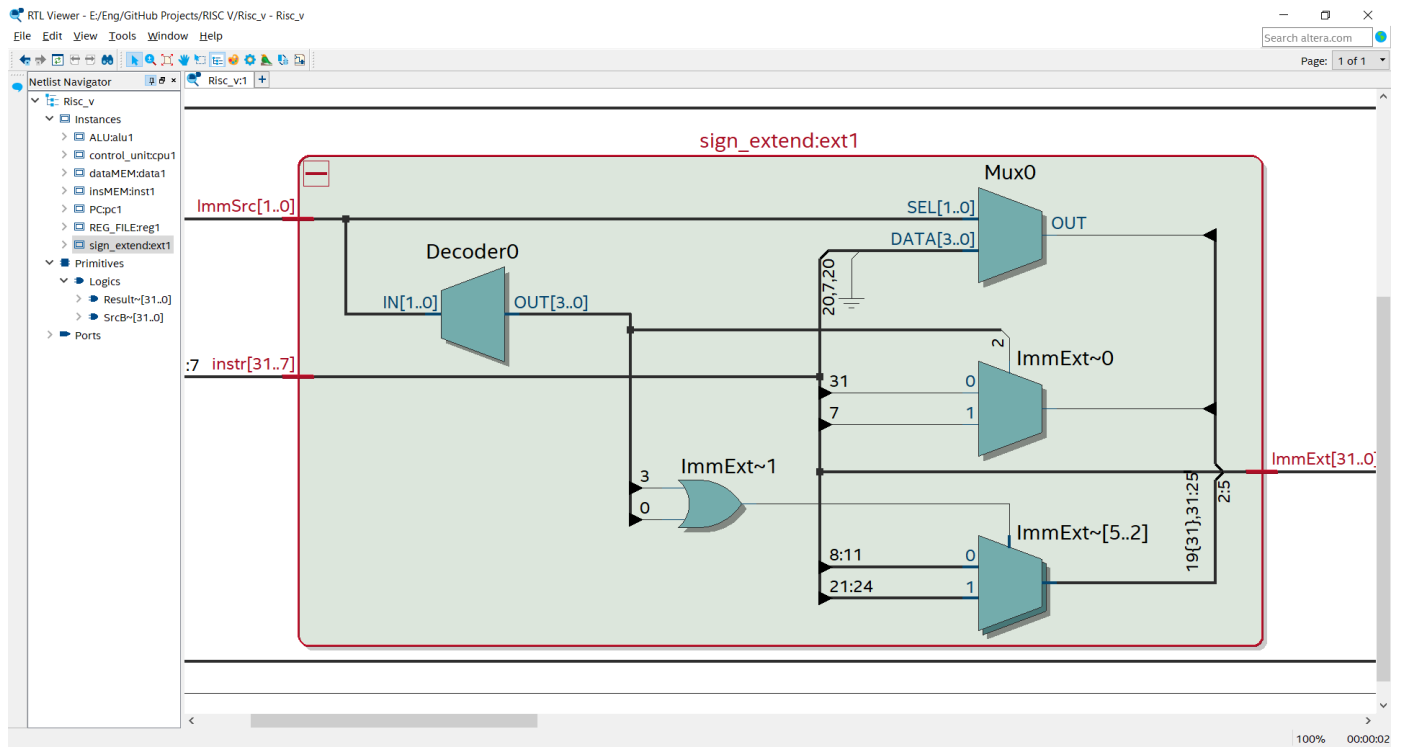 RTL Viewer - E:/Eng/GitHub Projects/RISC V/Risc_v - Risc_v
File Edit View Tools Window Help
Search altera.com
Page: 1 of 1
Netlist Navigator
Risc_v:1
Risc_v
Instances
ALU:alu1
control_unit:cpu1
dataMEM:data1
insMEM:inst1
PC:pc1
REG_FILE:reg1
sign_extend:ext1
Primitives
Logics
Result~[31..0]
SrcB~[31..0]
Ports
sign_extend:ext1
Mux0
ImmSrc[1..0]
SEL[1..0]
OUT
DATA[3..0]
Decoder0
20,7,20
IN[1..0]
OUT[3..0]
2
ImmExt~0
:7 instr[31..7]
31
0
7
1
ImmExt~1
ImmExt[31..0]
3
0
19{31},31:25
2:5
ImmExt~[5..2]
8:11
0
21:24
1
100% 00:00:02